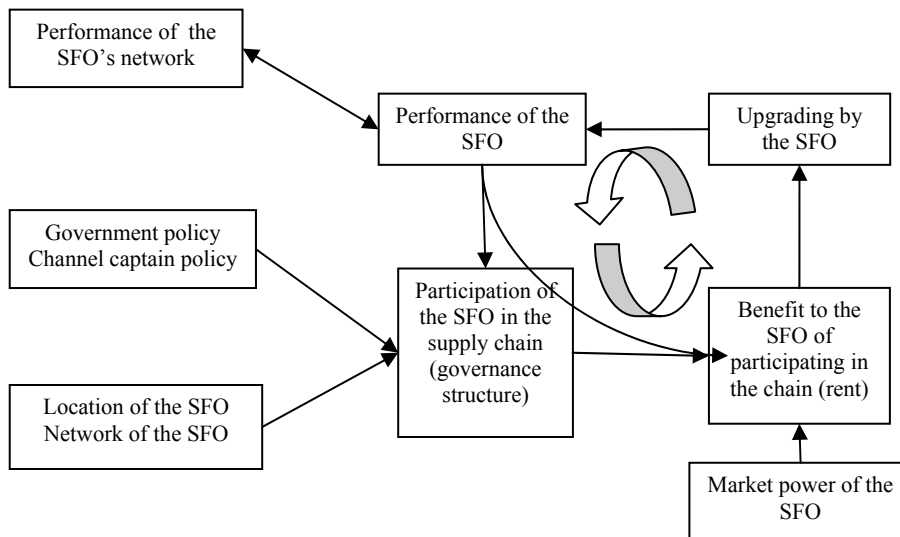 Performance of the
SFO's network
Performance of the
SFO
Upgrading by
the SFO
Government policy
Channel captain policy
Participation of
the SFO in the
supply chain
(governance
structure)
Benefit to the
SFO of
participating in
the chain (rent)
Location of the SFO
Network of the SFO
Market power of the
SFO